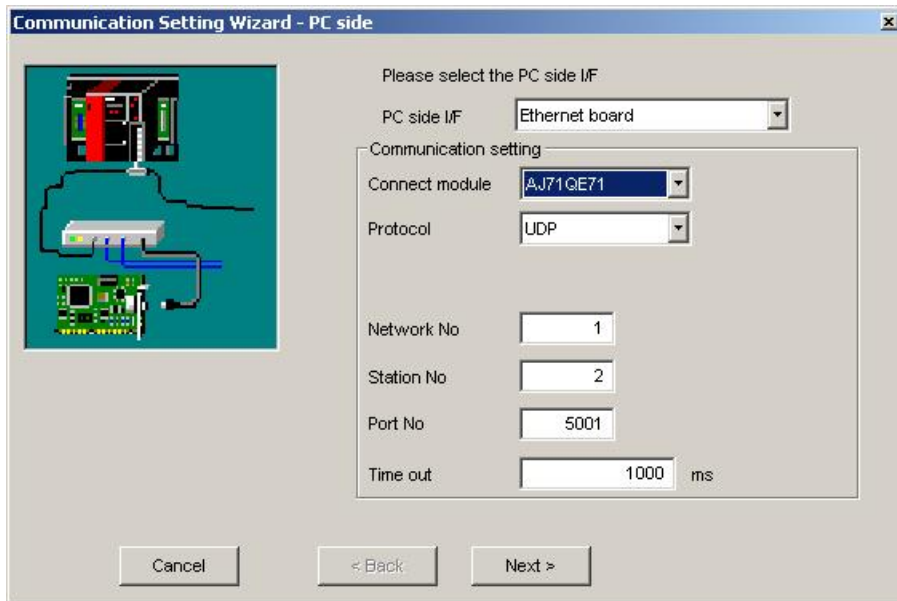 Communication Setting Wizard - PC side
Please select the PC side I/F
PC side I/F Ethernet board
Communication setting
Connect module AJ71QE71
Protocol UDP
Network No 1
Station No 2
Port No 5001
Time out 1000 ms
Cancel < Back Next >